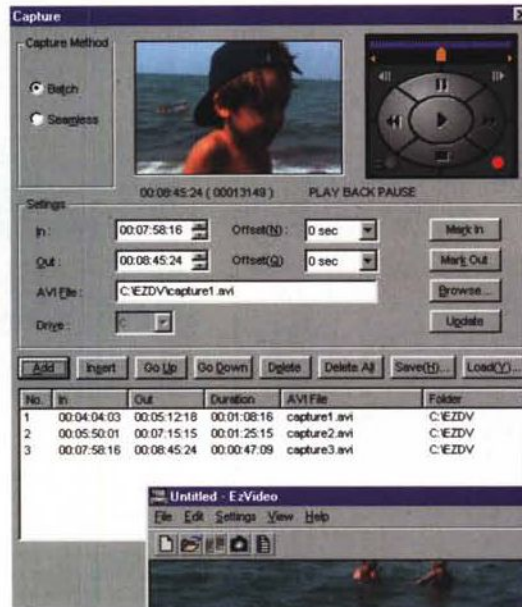 Capture
Capture Method
Batch
Seamless
00:08:45:24 ( 00013149 ) PLAY BACK PAUSE
Settings
In : 00:07:58:16 Offset(N) : 0 sec Mark In
Out : 00:08:45:24 Offset(Q) 0 sec Mark Out
AVI File : C:\EZDV\capture1.avi Browse...
Drive : C Update
Add Insert Go Up Go Down Delete Delete All Save(H)... Load(Y)...
No. In Out Duration AVI File Folder
1 00:04:04:03 00:05:12:18 00:01:08:16 capture1.avi C:\EZDV
2 00:05:50:01 00:07:15:15 00:01:25:15 capture2.avi C:\EZDV
3 00:07:58:16 00:08:45:24 00:00:47:09 capture3.avi C:\EZDV
Untitled - EzVideo
File Edit Settings View Help